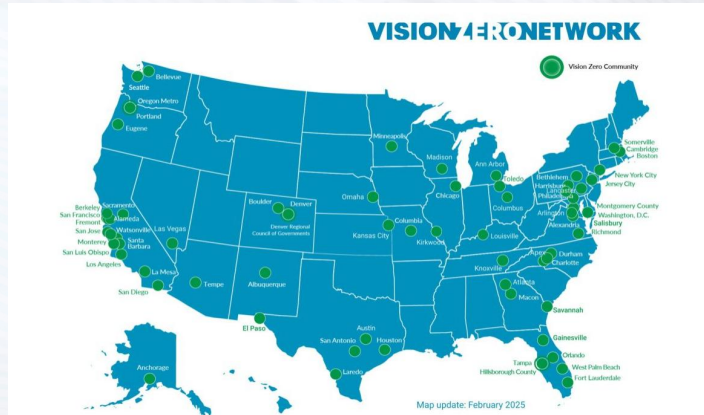 VISIONZERONETWORK
Vision Zero Community
Bellevue
Seattle
Oregon Metro
Portland
Eugene
Minneapolis
Madison
Ann Arbor
Toledo
Chicago
Columbus
Somerville
Cambridge
Boston
New York City
Jersey City
Bethlehem
Harrisburg
Lancaster
Philadelphia
Montgomery County
Washington, D.C.
Arlington
Alexandria
Salisbury
Richmond
Omaha
Boulder
Denver
Denver Regional
Council of Governments
Columbia
Kansas City
Kirkwood
Louisville
Berkeley
Sacramento
San Francisco
Alameda
Fremont
San Jose
Watsonville
Monterey
Santa
Barbara
San Luis Obispo
Los Angeles
Las Vegas
La Mesa
San Diego
Tempe
Albuquerque
El Paso
Knoxville
Apex
Durham
Charlotte
Atlanta
Macon
Savannah
Austin
San Antonio
Houston
Laredo
Gainesville
Orlando
Tampa
Hillsborough County
West Palm Beach
Fort Lauderdale
Anchorage
Map update: February 2025